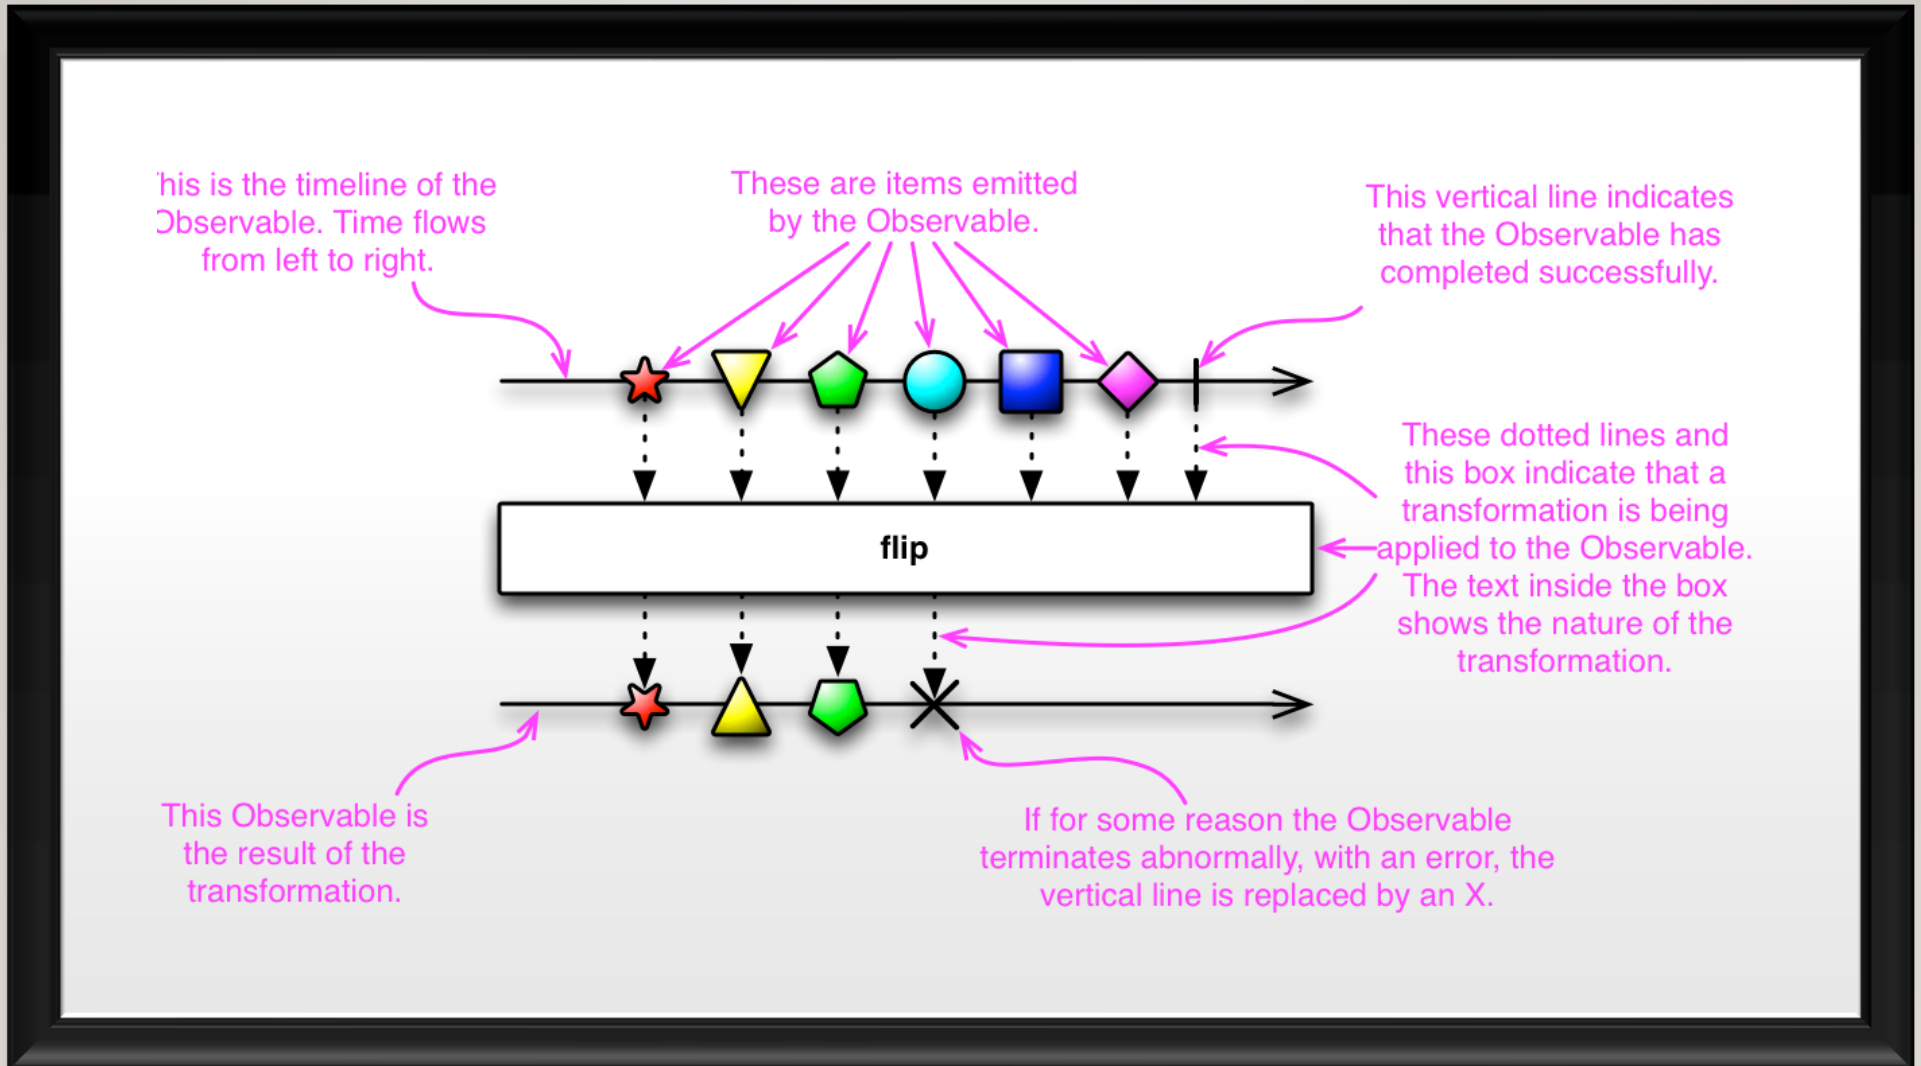 his is the timeline of the
Observable. Time flows
from left to right.
These are items emitted
by the Observable.
This vertical line indicates
that the Observable has
completed successfully.
These dotted lines and
this box indicate that a
transformation is being
applied to the Observable.
The text inside the box
shows the nature of the
transformation.
flip
This Observable is
the result of the
transformation.
If for some reason the Observable
terminates abnormally, with an error, the
vertical line is replaced by an X.